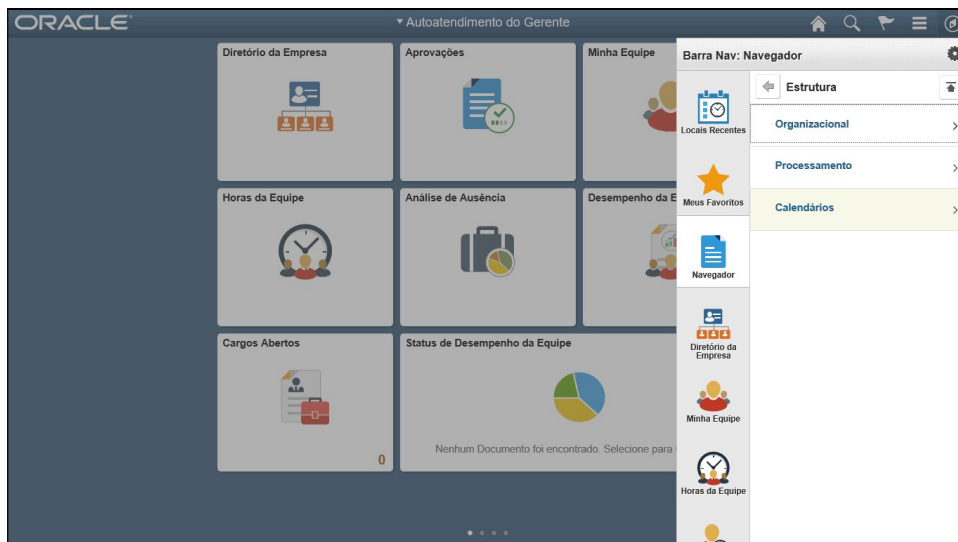 ORACLE
Autoatendimento do Gerente
Diretório da Empresa
Aprovações
Minha Equipe
Horas da Equipe
Análise de Ausência
Desempenho da E
Cargos Abertos
0
Status de Desempenho da Equipe
Nenhum Documento foi encontrado. Selecione para
Barra Nav: Navegador
Locais Recentes
Meus Favoritos
Navegador
Diretório da
Empresa
Minha Equipe
Horas da Equipe
Estrutura
Organizacional
Processamento
Calendários